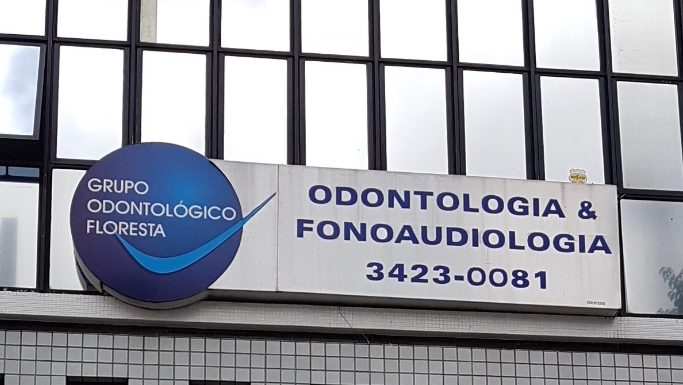 GRUPO
ODONTOLÓGICO
FLORESTA
ODONTOLOGIA &
FONOAUDIOLOGIA
3423-0081